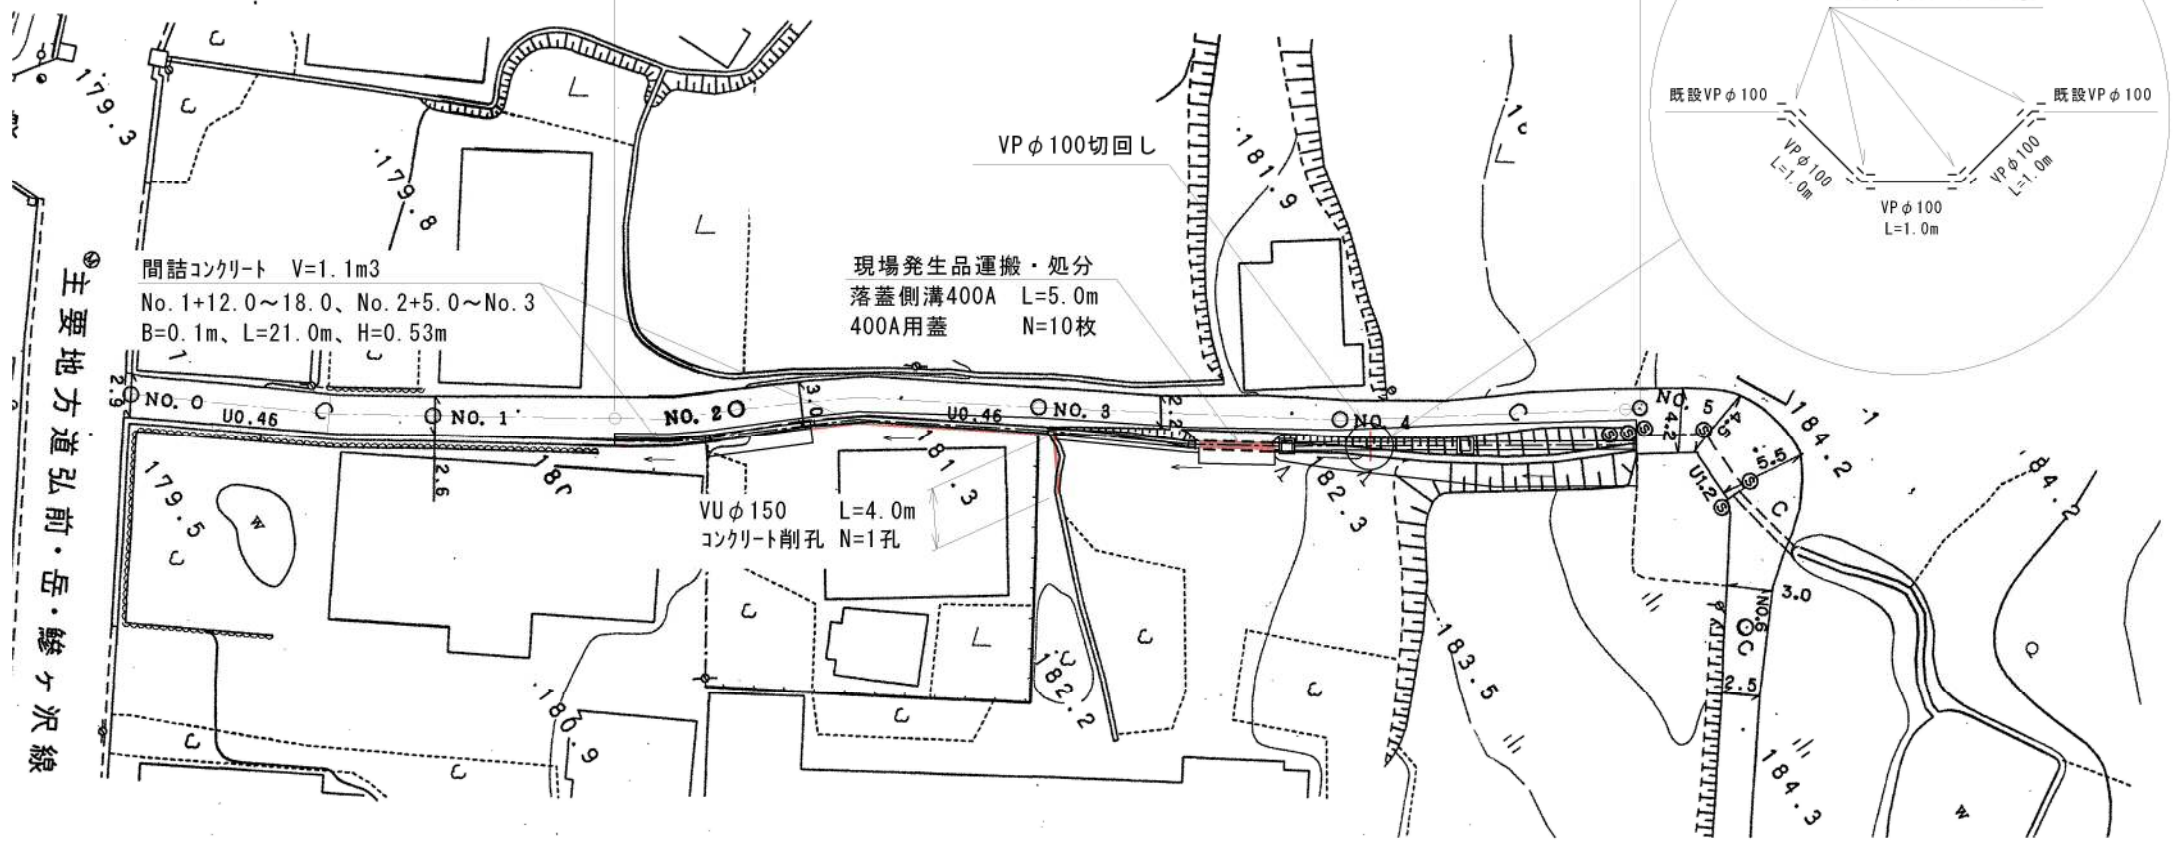 既設VPφ100
既設VPφ100
VPφ100
L=1.0m
VPφ100
L=1.0m
VPφ100
L=1.0m
VPφ100切回し
179.3
179.8
181.9
間詰コンクリート V=1.1m3
No.1+12.0～18.0、No.2+5.0～No.3
B=0.1m、L=21.0m、H=0.53m
現場発生品運搬・処分
落蓋側溝400A L=5.0m
400A用蓋 N=10枚
主要地方道弘前・岳・鰺ケ沢線
2.9
NO. 0
U0.46
C
NO. 1
2.6
NO. 2
3.0
U0.46
NO. 3
2.2
NO. 4
C
NO. 5
4.2
4.5
5.5
184.2
U1.2
C
84.2
179.5
W
181.3
182.3
VUφ150 L=4.0m
コンクリート削孔 N=1孔
3.0
NO.6
C
2.5
183.5
182.2
180.9
184.3
Q
W